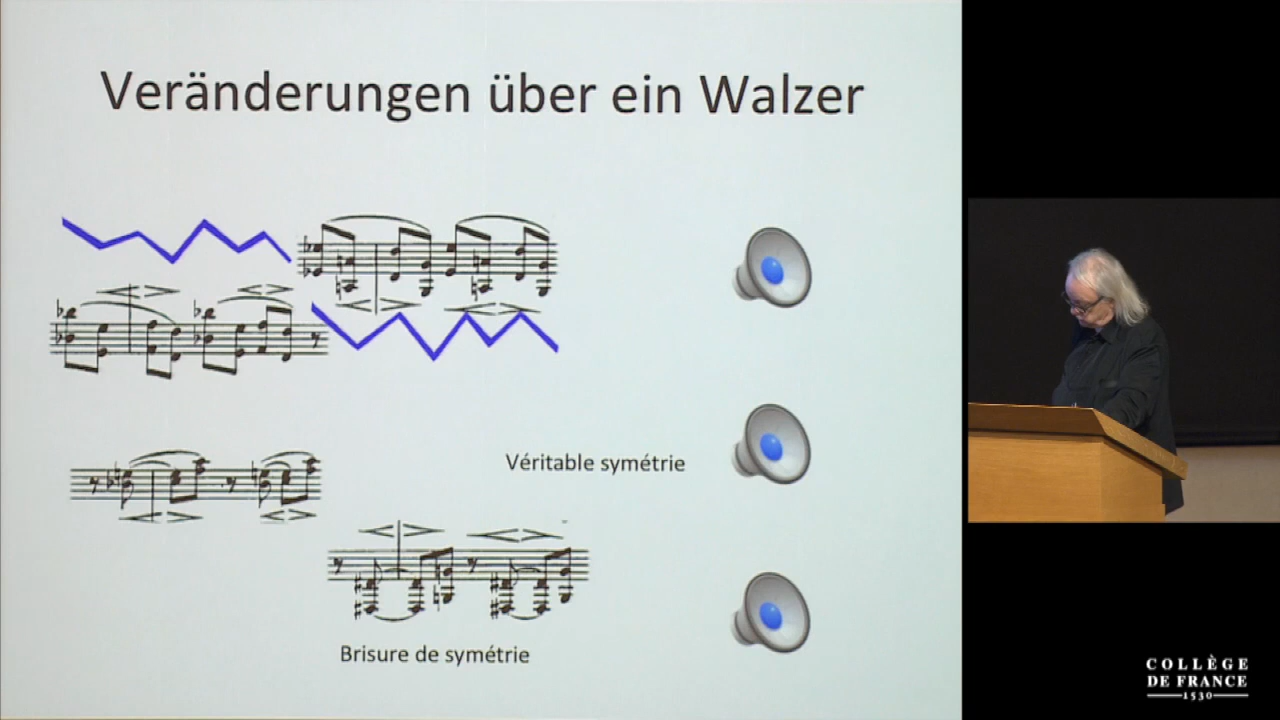 Veränderungen über ein Walzer
Véritable symétrie
Brisure de symétrie
COLLÈGE
DE FRANCE
1530